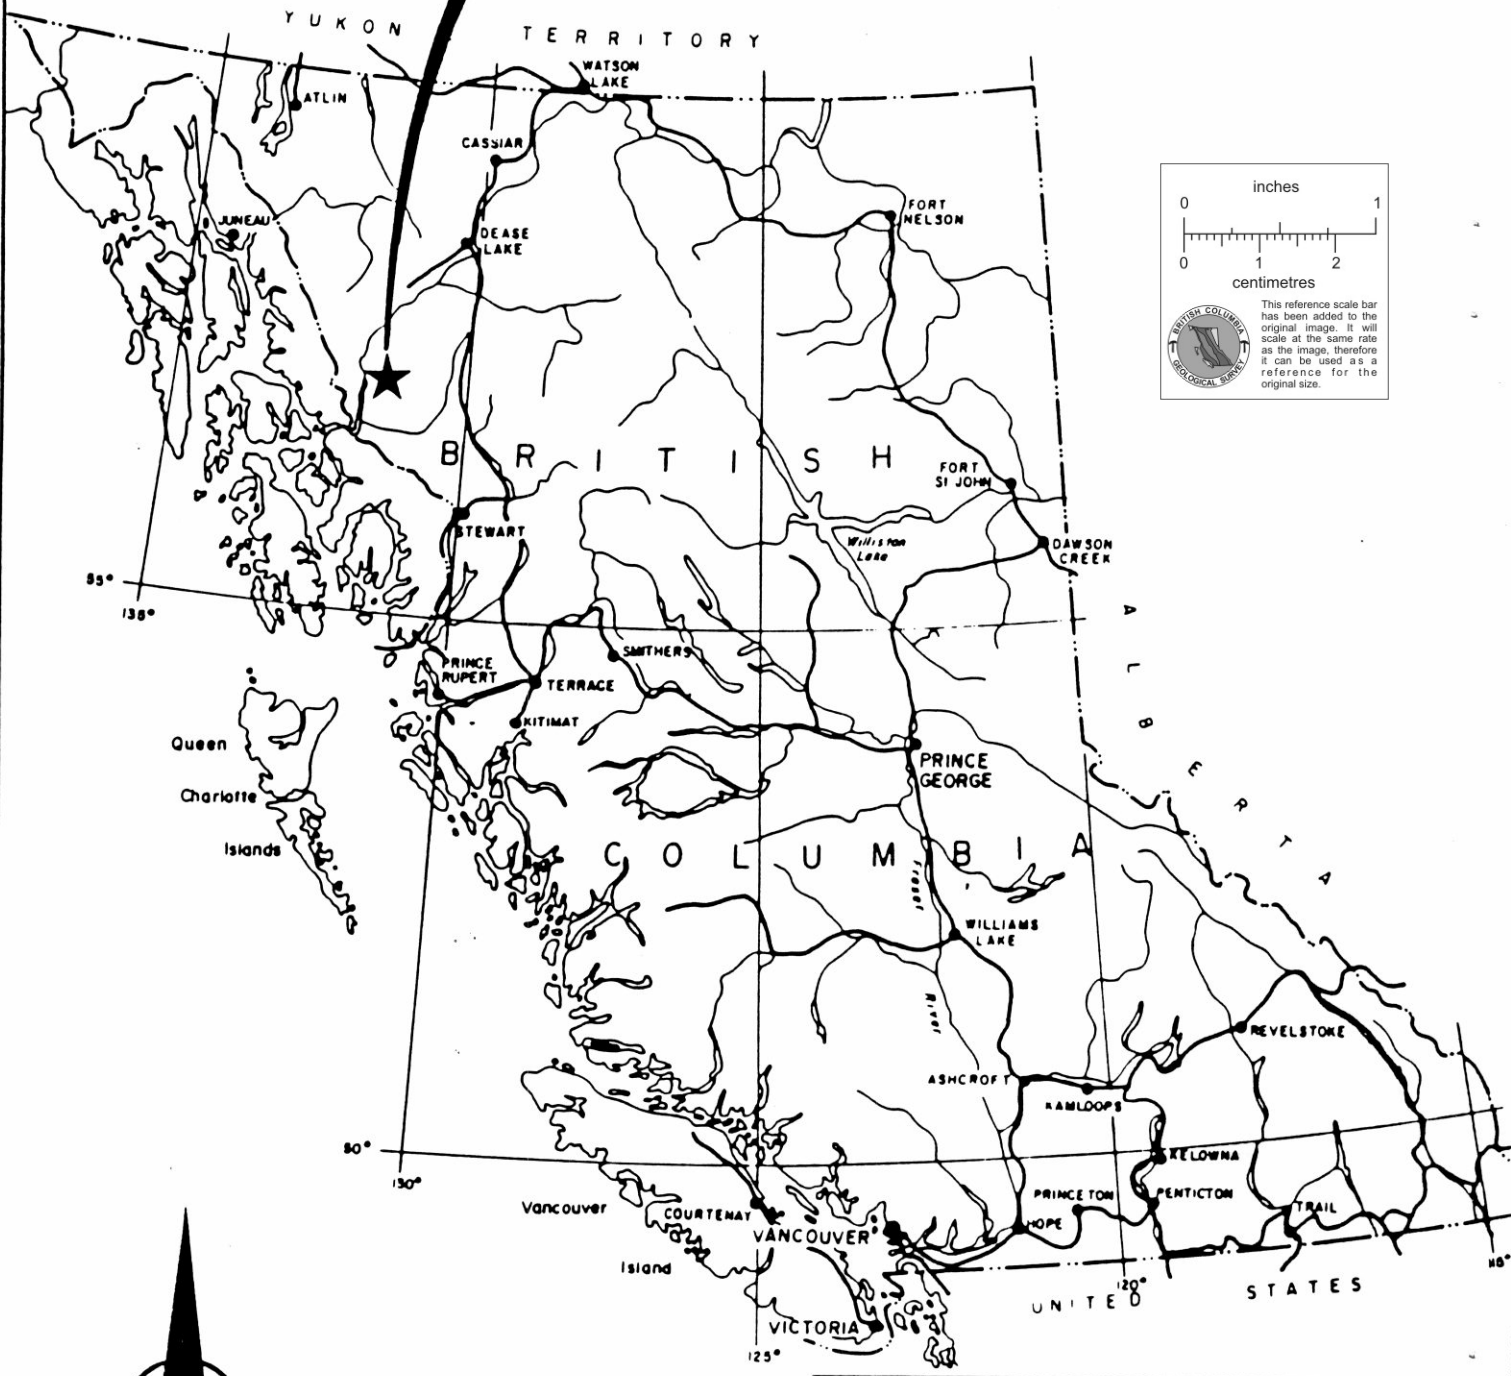 YUKON TERRITORY
WATSON
LAKE
ATLIN
CASSIAR
JUNEAU
DEASE
LAKE
FORT
NELSON
inches
0 1
0 1 2
centimetres
BRITISH COLUMBIA
GEOLOGICAL SURVEY
This reference scale bar
has been added to the
original image. It will
scale at the same rate
as the image, therefore
it can be used as a
reference for the
original size.
BRITISH
FORT
ST JOHN
STEWART
Williston
Lake
DAWSON
CREEK
55°
135°
ALBERTA
PRINCE
RUPERT
SMITHERS
TERRACE
KITIMAT
Queen
Charlotte
Islands
PRINCE
GEORGE
COLUMBIA
Fraser
River
WILLIAMS
LAKE
REVELSTOKE
ASHCROFT
KAMLOOPS
50°
130°
KELOWNA
Vancouver
Island
COURTENAY
VANCOUVER
PRINCETON
PENTICTON
HOPE
TRAIL
VICTORIA
125°
120°
UNITED STATES